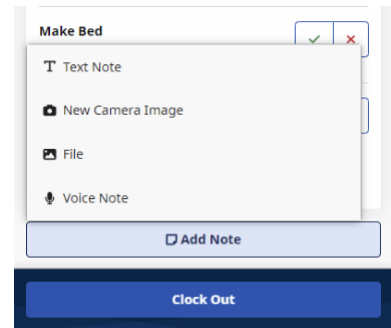 Make Bed
Text Note
New Camera Image
File
Voice Note
Add Note
Clock Out